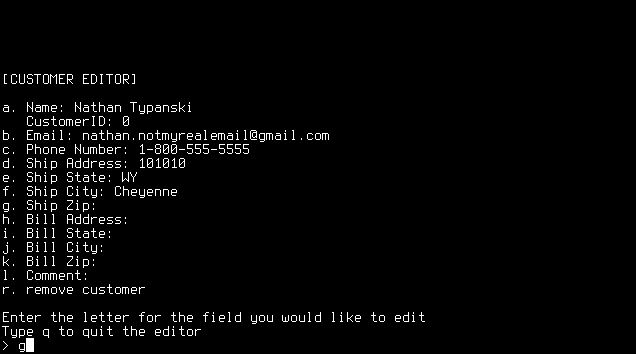 [CUSTOMER EDITOR]
a. Name: Nathan Typanski
CustomerID: 0
b. Email: nathan.notmyrealemail@gmail.com
c. Phone Number: 1-800-555-5555
d. Ship Address: 101010
e. Ship State: WY
f. Ship City: Cheyenne
g. Ship Zip:
h. Bill Address:
i. Bill State:
j. Bill City:
k. Bill Zip:
l. Comment:
r. remove customer
Enter the letter for the field you would like to edit
Type q to quit the editor
> g